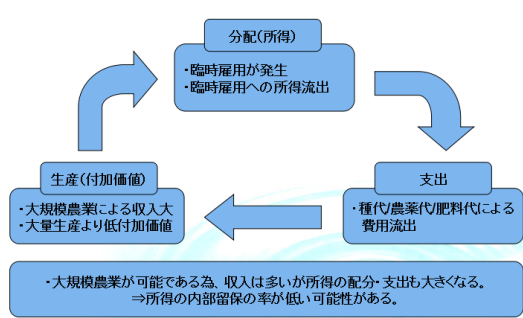 分配(所得)
・臨時雇用が発生
・臨時雇用への所得流出
生産(付加価値)
・大規模農業による収入大
・大量生産より低付加価値
支出
・種代/農薬代/肥料代による
費用流出
・大規模農業が可能である為、収入は多いが所得の配分・支出も大きくなる。
⇒所得の内部留保の率が低い可能性がある。